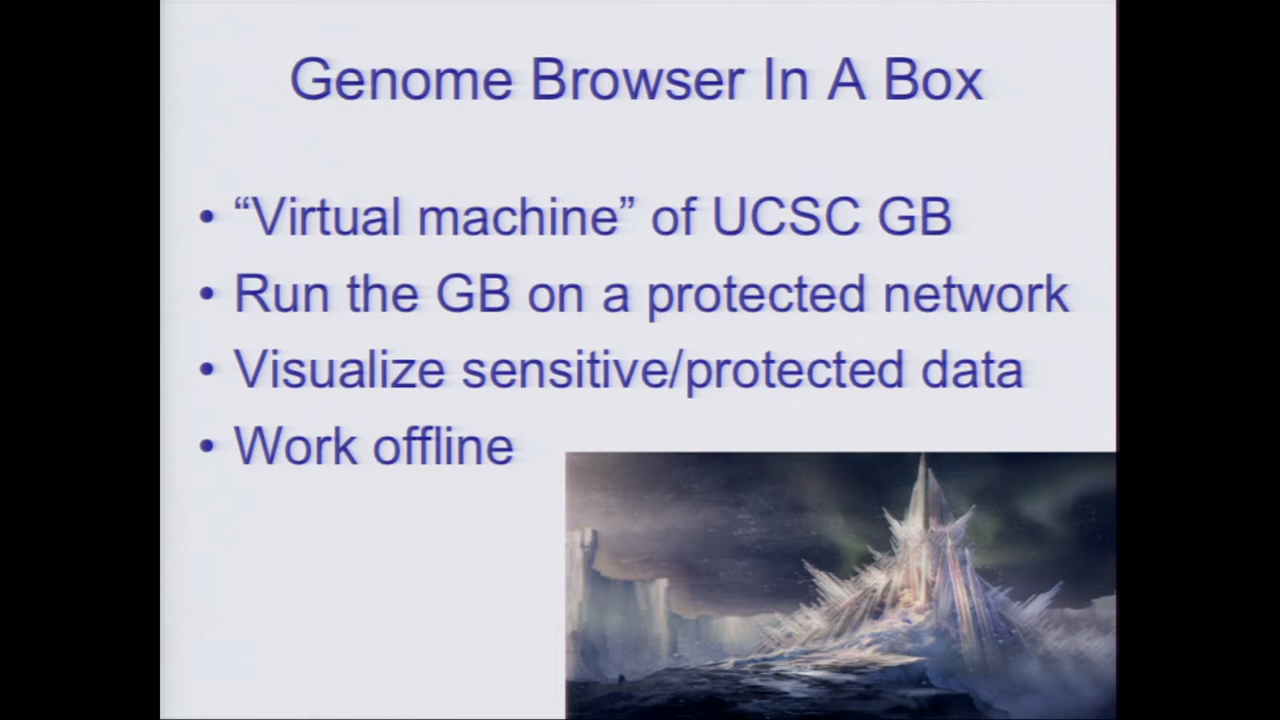 Genome Browser In A Box
• “Virtual machine” of UCSC GB
• Run the GB on a protected network
• Visualize sensitive/protected data
• Work offline